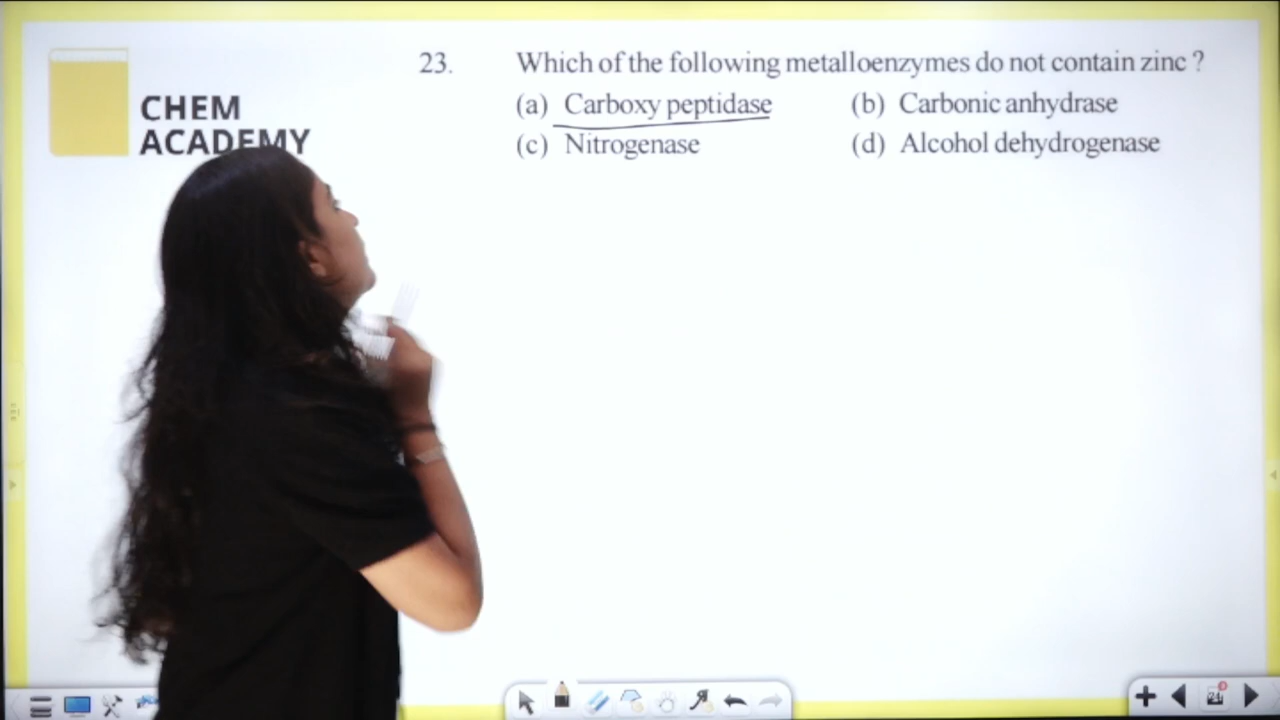 CHEM
ACADEMY
23. Which of the following metalloenzymes do not contain zinc ?
(a) Carboxy peptidase (b) Carbonic anhydrase
(c) Nitrogenase (d) Alcohol dehydrogenase